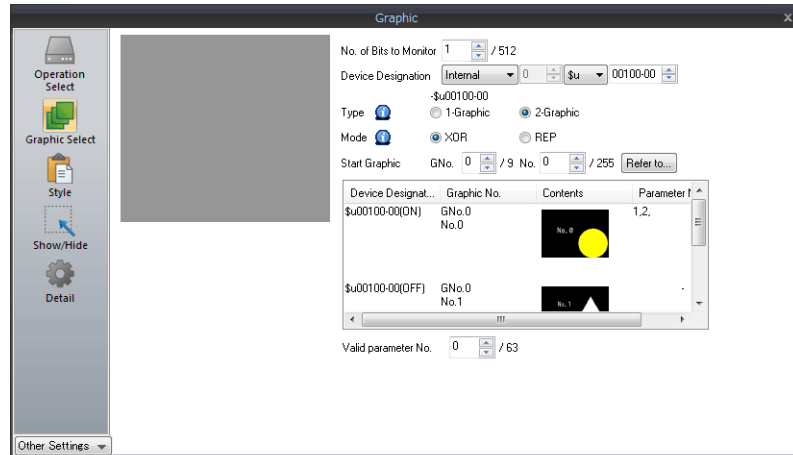 Graphic
x
Operation
Select
Graphic Select
Style
Show/Hide
Detail
Other Settings
No. of Bits to Monitor 1 / 512
Device Designation Internal 0 $u 00100-00
-$u00100-00
Type 1-Graphic 2-Graphic
Mode XOR REP
Start Graphic GNo. 0 / 9 No. 0 / 255 Refer to...
Device Designat... Graphic No. Contents Parameter
$u00100-00(ON) GNo.0 1,2,
No.0
No. 0
$u00100-00(OFF) GNo.0 -
No.1
No. 1
Valid parameter No. 0 / 63